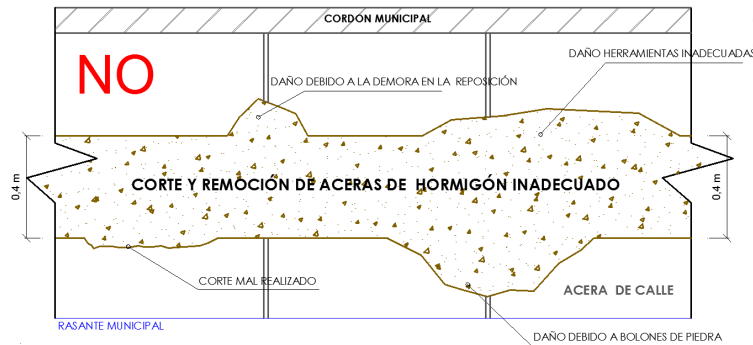 CORDÓN MUNICIPAL
NO
DAÑO HERRAMIENTAS INADECUADAS
DAÑO DEBIDO A LA DEMORA EN LA REPOSICIÓN
0,4 m
CORTE Y REMOCIÓN DE ACERAS DE HORMIGÓN INADECUADO
0,4 m
CORTE MAL REALIZADO
ACERA DE CALLE
RASANTE MUNICIPAL
DAÑO DEBIDO A BOLONES DE PIEDRA